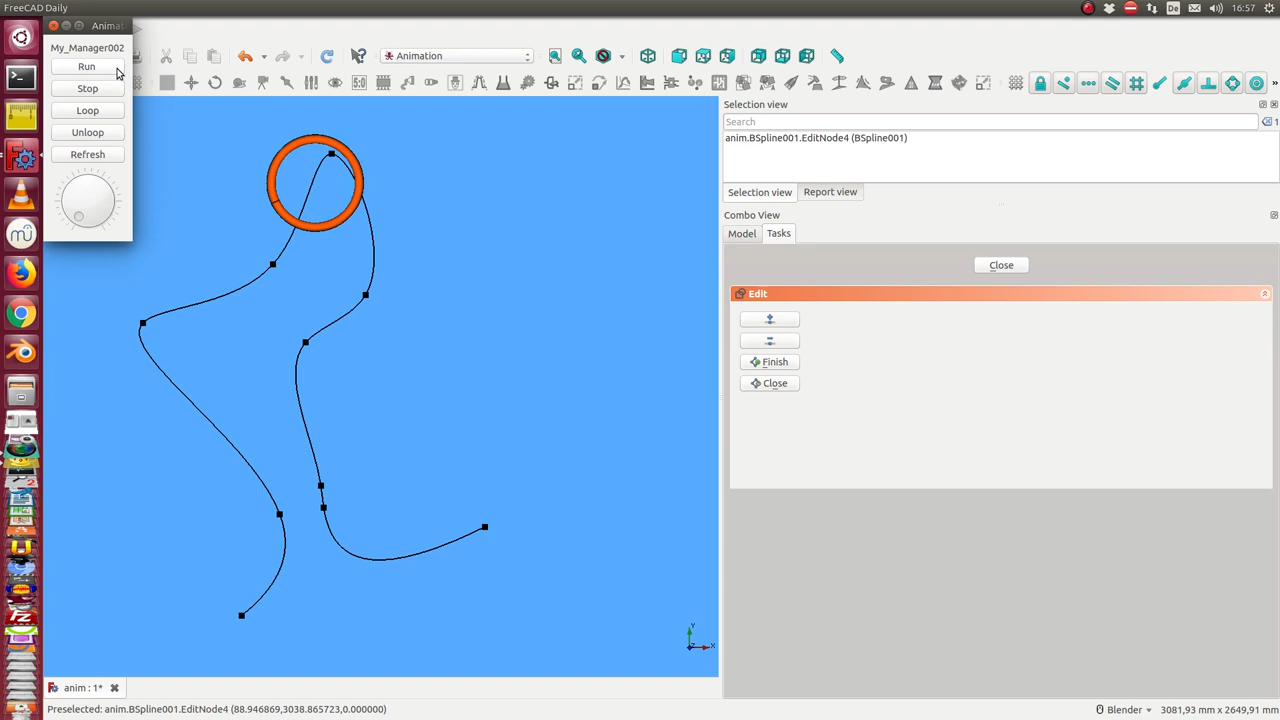 FreeCAD Daily
De
16:57
Animat
My_Manager002
Run
Stop
Loop
Unloop
Refresh
Animation
Selection view
Search
1
anim.BSpline001.EditNode4 (BSpline001)
Selection view
Report view
Combo View
Model
Tasks
Close
Edit
Finish
Close
Y
X
anim : 1*
Preselected: anim.BSpline001.EditNode4 (88.946869,3038.865723,0.000000)
Blender
3081,93 mm x 2649,91 mm